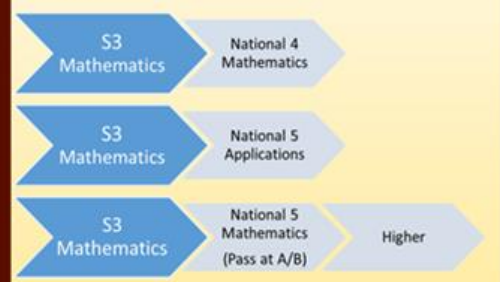 S3
Mathematics
National 4
Mathematics
S3
Mathematics
National 5
Applications
S3
Mathematics
National 5
Mathematics
(Pass at A/B)
Higher